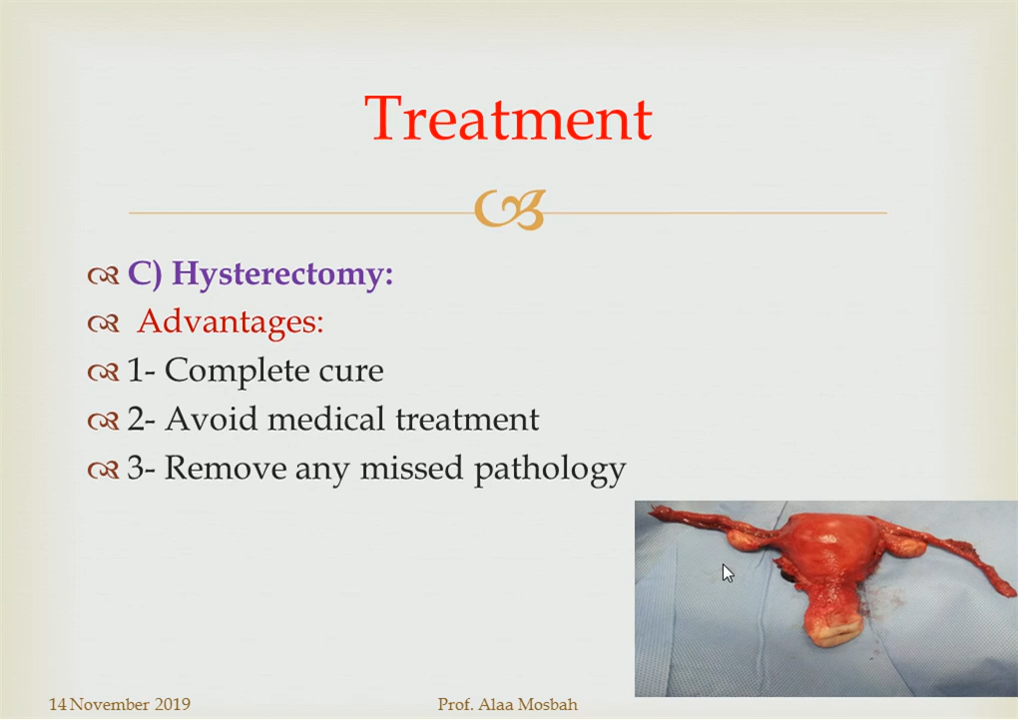 Treatment
C) Hysterectomy:
Advantages:
1- Complete cure
2- Avoid medical treatment
3- Remove any missed pathology
14 November 2019
Prof. Alaa Mosbah